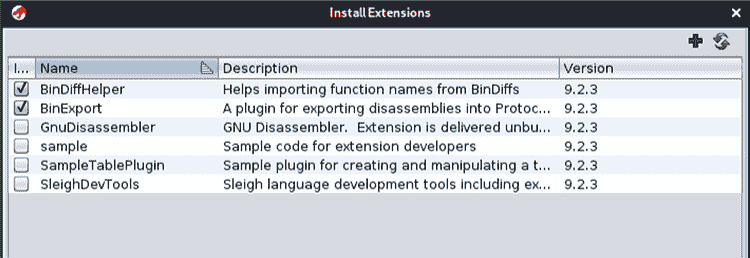 Install Extensions
I... Name Description Version
BinDiffHelper Helps importing function names from BinDiffs 9.2.3
BinExport A plugin for exporting disassemblies into Protoc... 9.2.3
GnuDisassembler GNU Disassembler. Extension is delivered unbu... 9.2.3
sample Sample code for extension developers 9.2.3
SampleTablePlugin Sample plugin for creating and manipulating a t... 9.2.3
SleighDevTools Sleigh language development tools including ex... 9.2.3